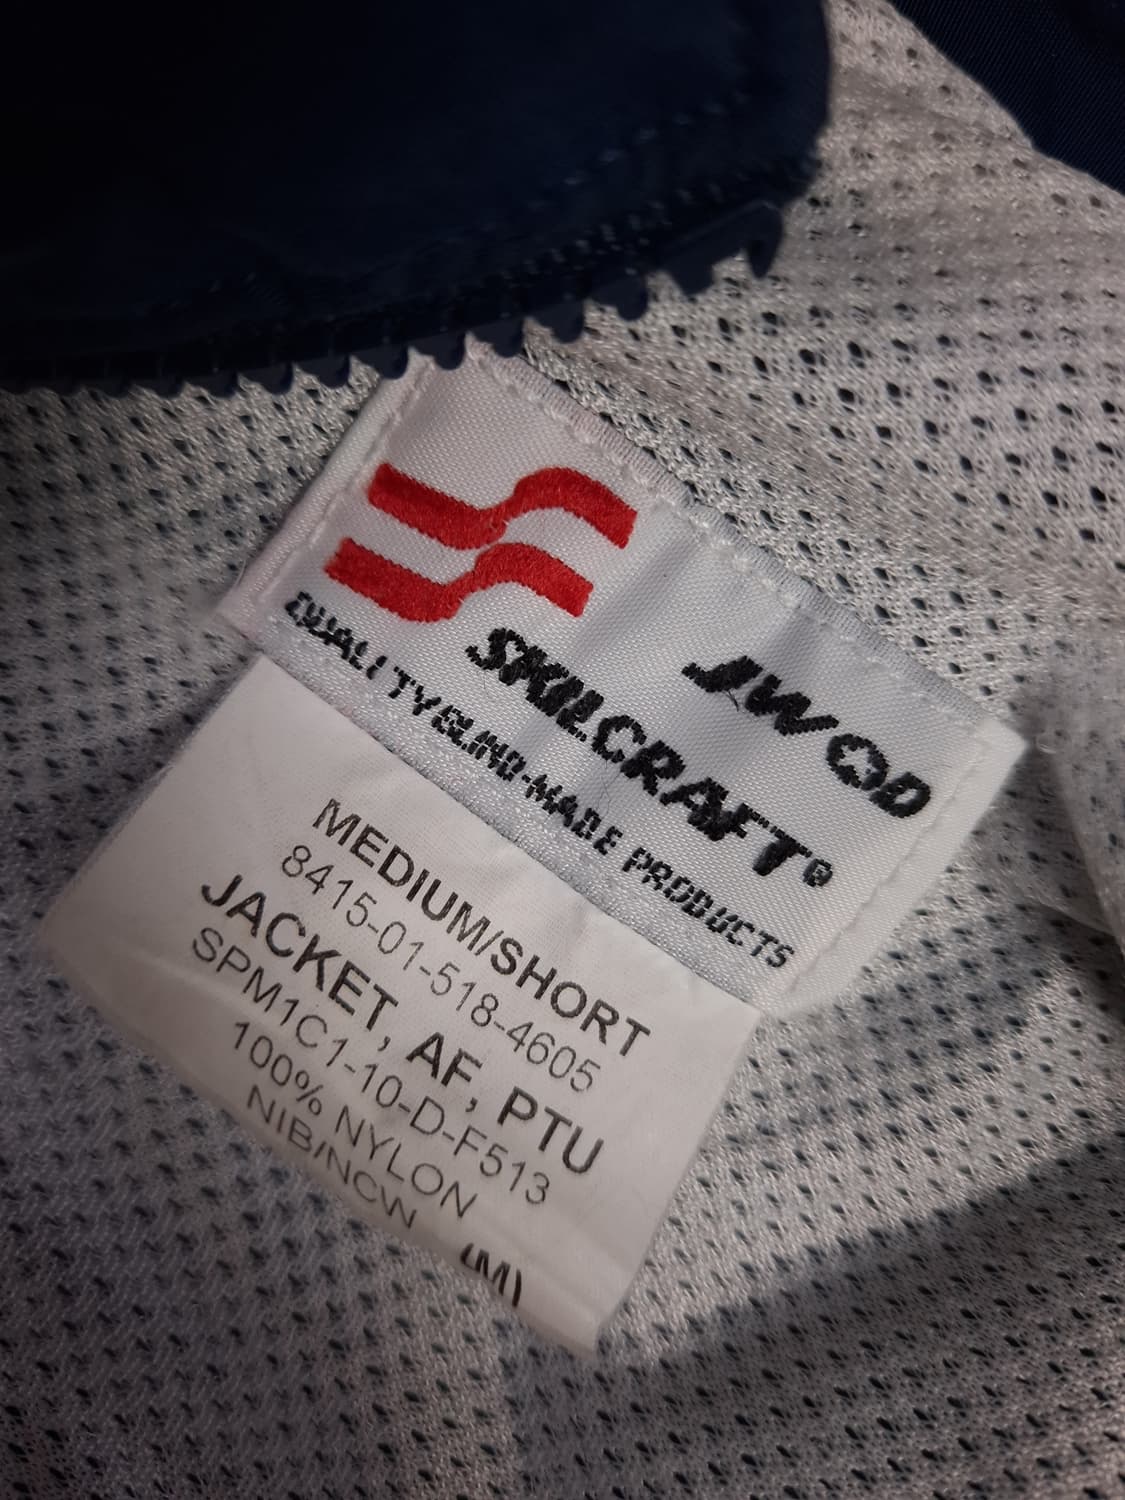 JWOD
SKILCRAFT®
QUALITY BLIND-MADE PRODUCTS
MEDIUM/SHORT
8415-01-518-4605
JACKET, AF, PTU
SPM1C1-10-D-F513
100% NYLON
NIB/NCW
(M)